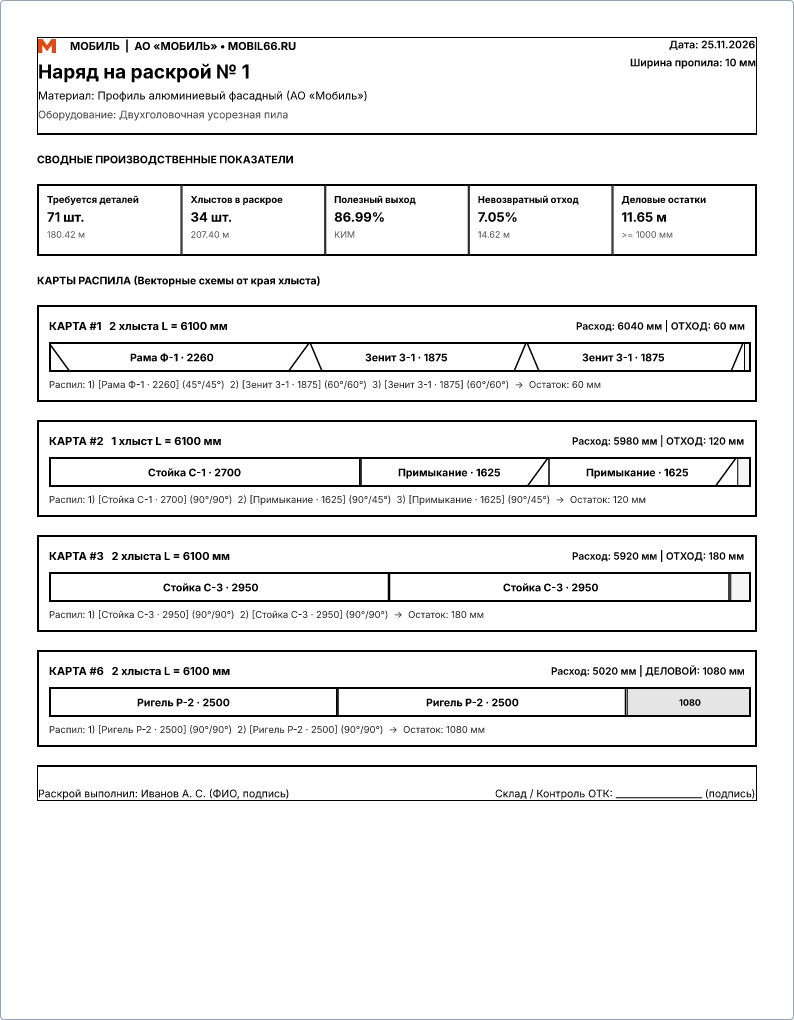 МОБИЛЬ | АО «МОБИЛЬ» • MOBIL66.RU
Дата: 25.11.2026
Наряд на раскрой № 1
Ширина пропила: 10 мм
Материал: Профиль алюминиевый фасадный (АО «Мобиль»)
Оборудование: Двухголовочная усорезная пила
СВОДНЫЕ ПРОИЗВОДСТВЕННЫЕ ПОКАЗАТЕЛИ
Требуется деталей
71 шт.
180.42 м
Хлыстов в раскрое
34 шт.
207.40 м
Полезный выход
86.99%
КИМ
Невозвратный отход
7.05%
14.62 м
Деловые остатки
11.65 м
>= 1000 мм
КАРТЫ РАСПИЛА (Векторные схемы от края хлыста)
КАРТА #1 2 хлыста L = 6100 мм
Расход: 6040 мм | ОТХОД: 60 мм
Рама Ф-1 · 2260
Зенит З-1 · 1875
Зенит З-1 · 1875
Распил: 1) [Рама Ф-1 · 2260] (45°/45°) 2) [Зенит З-1 · 1875] (60°/60°) 3) [Зенит З-1 · 1875] (60°/60°) → Остаток: 60 мм
КАРТА #2 1 хлыст L = 6100 мм
Расход: 5980 мм | ОТХОД: 120 мм
Стойка С-1 · 2700
Примыкание · 1625
Примыкание · 1625
Распил: 1) [Стойка С-1 · 2700] (90°/90°) 2) [Примыкание · 1625] (90°/45°) 3) [Примыкание · 1625] (90°/45°) → Остаток: 120 мм
КАРТА #3 2 хлыста L = 6100 мм
Расход: 5920 мм | ОТХОД: 180 мм
Стойка С-3 · 2950
Стойка С-3 · 2950
Распил: 1) [Стойка С-3 · 2950] (90°/90°) 2) [Стойка С-3 · 2950] (90°/90°) → Остаток: 180 мм
КАРТА #6 2 хлыста L = 6100 мм
Расход: 5020 мм | ДЕЛОВОЙ: 1080 мм
Ригель Р-2 · 2500
Ригель Р-2 · 2500
1080
Распил: 1) [Ригель Р-2 · 2500] (90°/90°) 2) [Ригель Р-2 · 2500] (90°/90°) → Остаток: 1080 мм
Раскрой выполнил: Иванов А. С. (ФИО, подпись)
Склад / Контроль ОТК: ________________ (подпись)